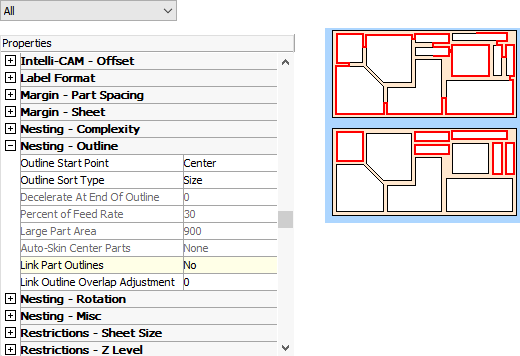 All
Properties
Intelli-CAM - Offset
Label Format
Margin - Part Spacing
Margin - Sheet
Nesting - Complexity
Nesting - Outline
Outline Start Point Center
Outline Sort Type Size
Decelerate At End Of Outline 0
Percent of Feed Rate 30
Large Part Area 900
Auto-Skin Center Parts None
Link Part Outlines No
Link Outline Overlap Adjustment 0
Nesting - Rotation
Nesting - Misc
Restrictions - Sheet Size
Restrictions - Z Level